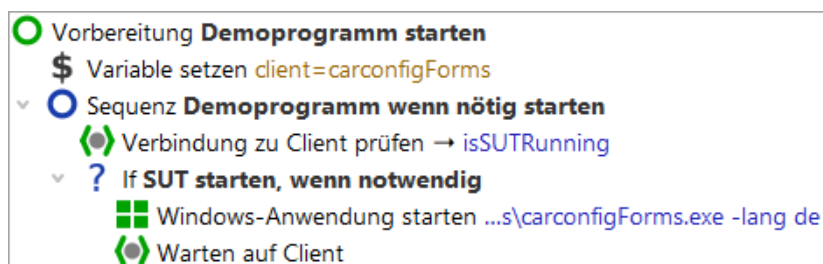 Vorbereitung Demoprogramm starten
$ Variable setzen client=carconfigForms
Sequenz Demoprogramm wenn nötig starten
Verbindung zu Client prüfen → isSUTRunning
? If SUT starten, wenn notwendig
Windows-Anwendung starten ...s\carconfigForms.exe -lang de
Warten auf Client